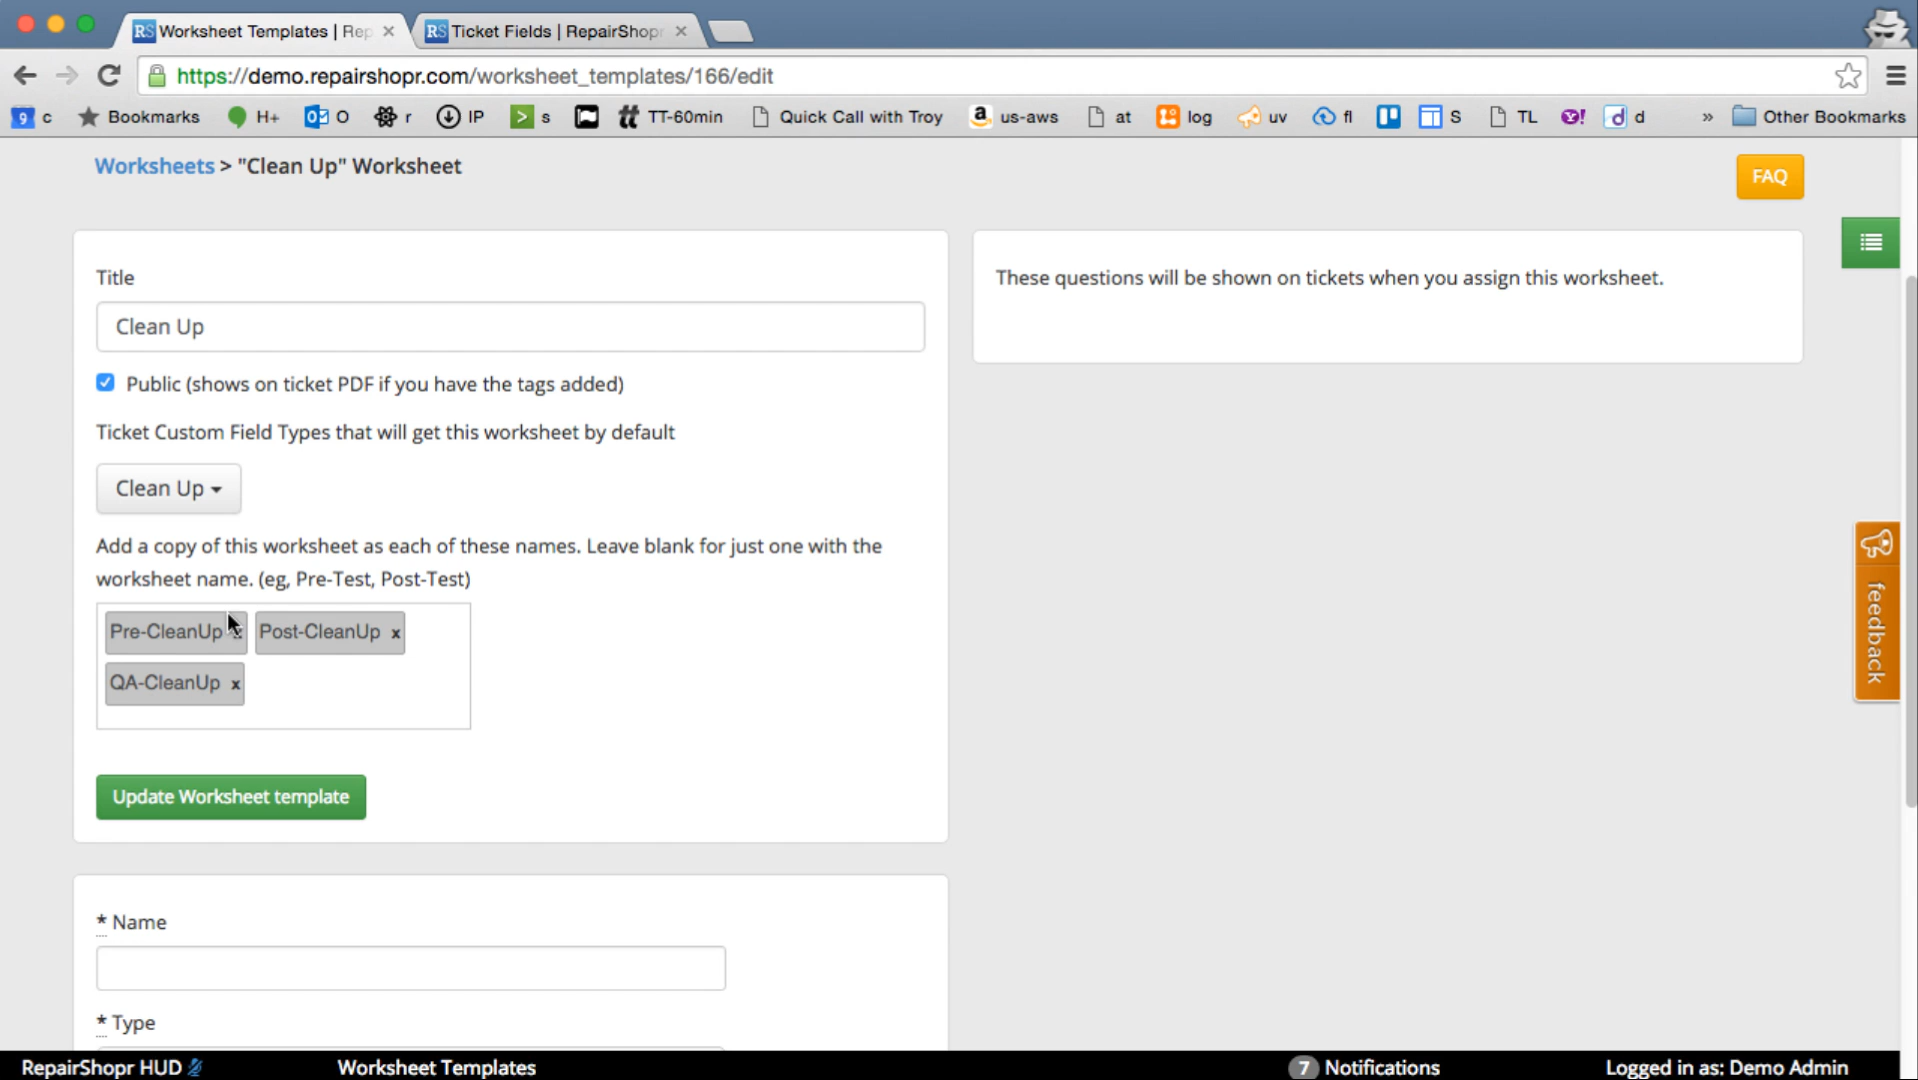 RS Worksheet Templates | Rep
RS Ticket Fields | RepairShopr
https://demo.repairshopr.com/worksheet_templates/166/edit
9 c Bookmarks H+ O r IP s TT-60min Quick Call with Troy us-aws at log uv fl S TL Y! d d » Other Bookmarks
Worksheets > "Clean Up" Worksheet
FAQ
Title
Clean Up
Public (shows on ticket PDF if you have the tags added)
Ticket Custom Field Types that will get this worksheet by default
Clean Up
Add a copy of this worksheet as each of these names. Leave blank for just one with the
worksheet name. (eg, Pre-Test, Post-Test)
Pre-CleanUp x Post-CleanUp x
QA-CleanUp x
Update Worksheet template
These questions will be shown on tickets when you assign this worksheet.
feedback
* Name
* Type
RepairShopr HUD Worksheet Templates 7 Notifications Logged in as: Demo Admin